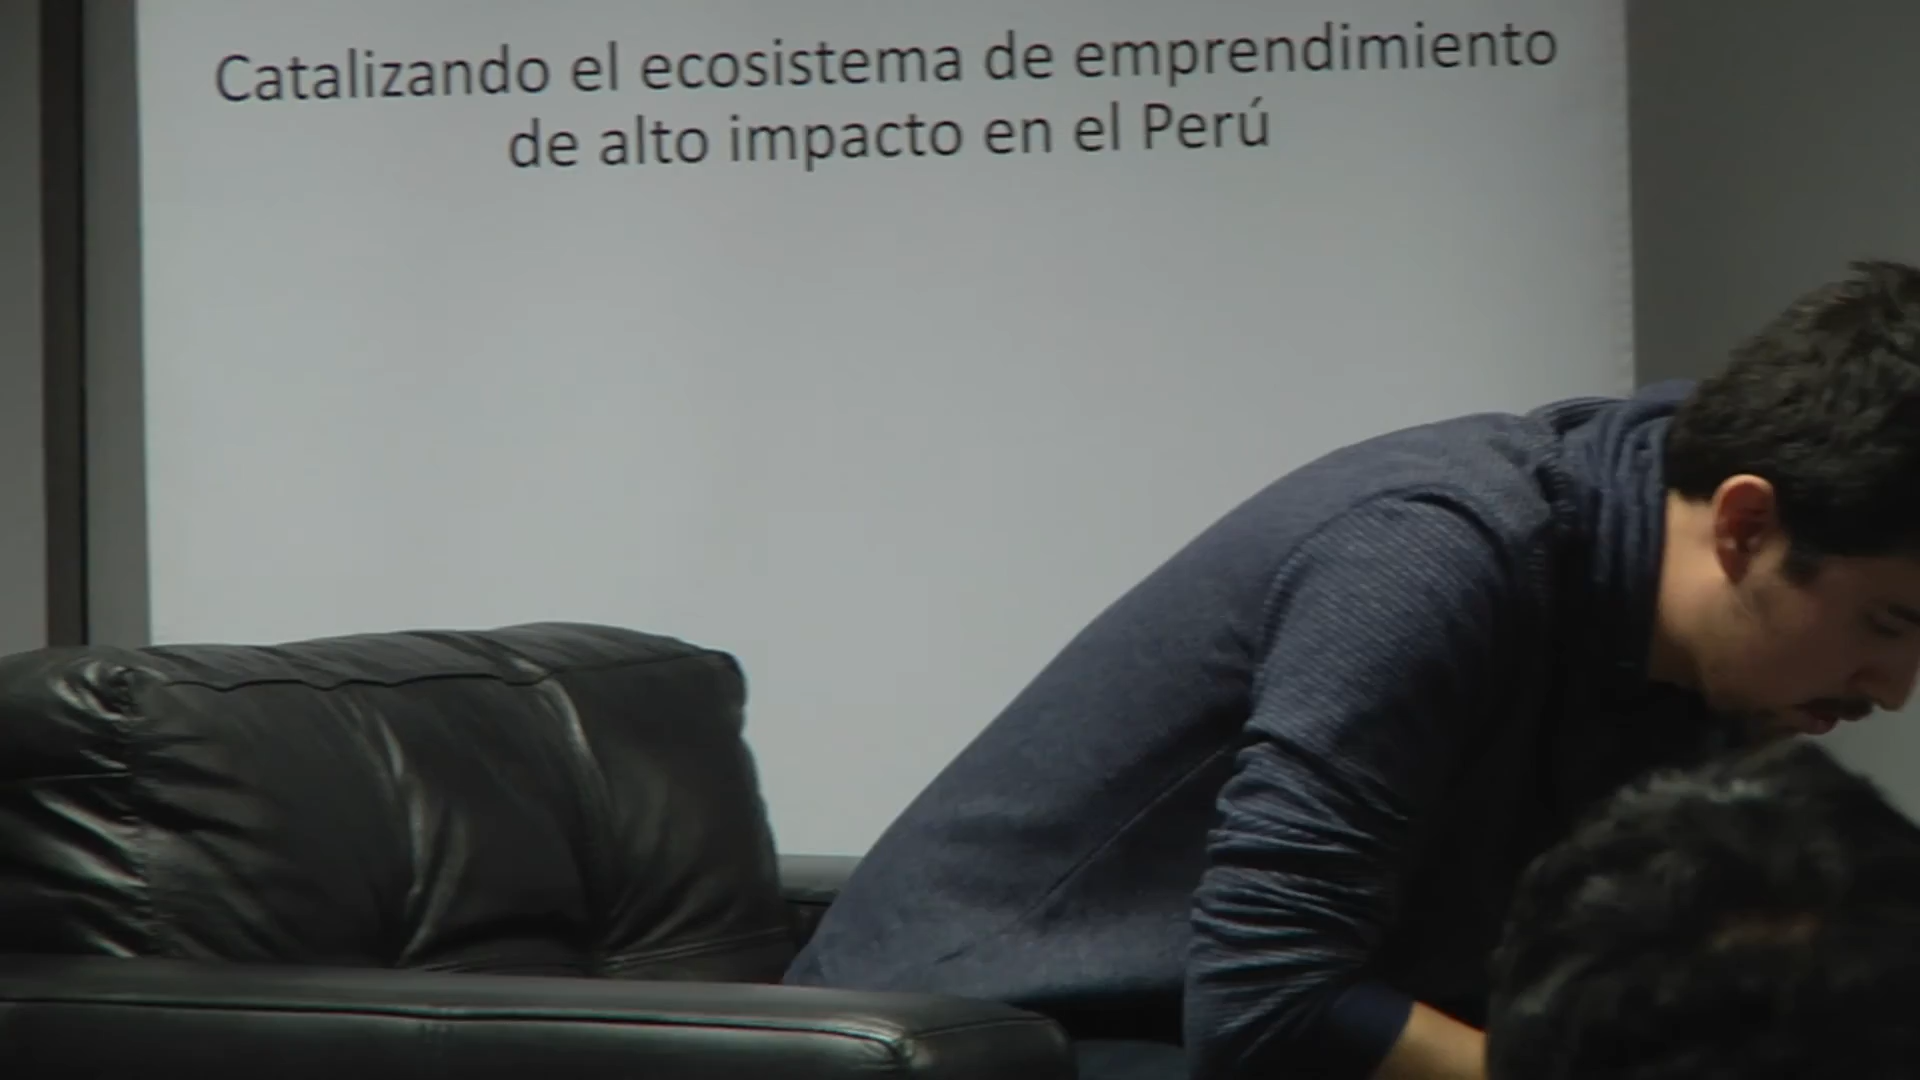 Catalizando el ecosistema de emprendimiento
de alto impacto en el Perú